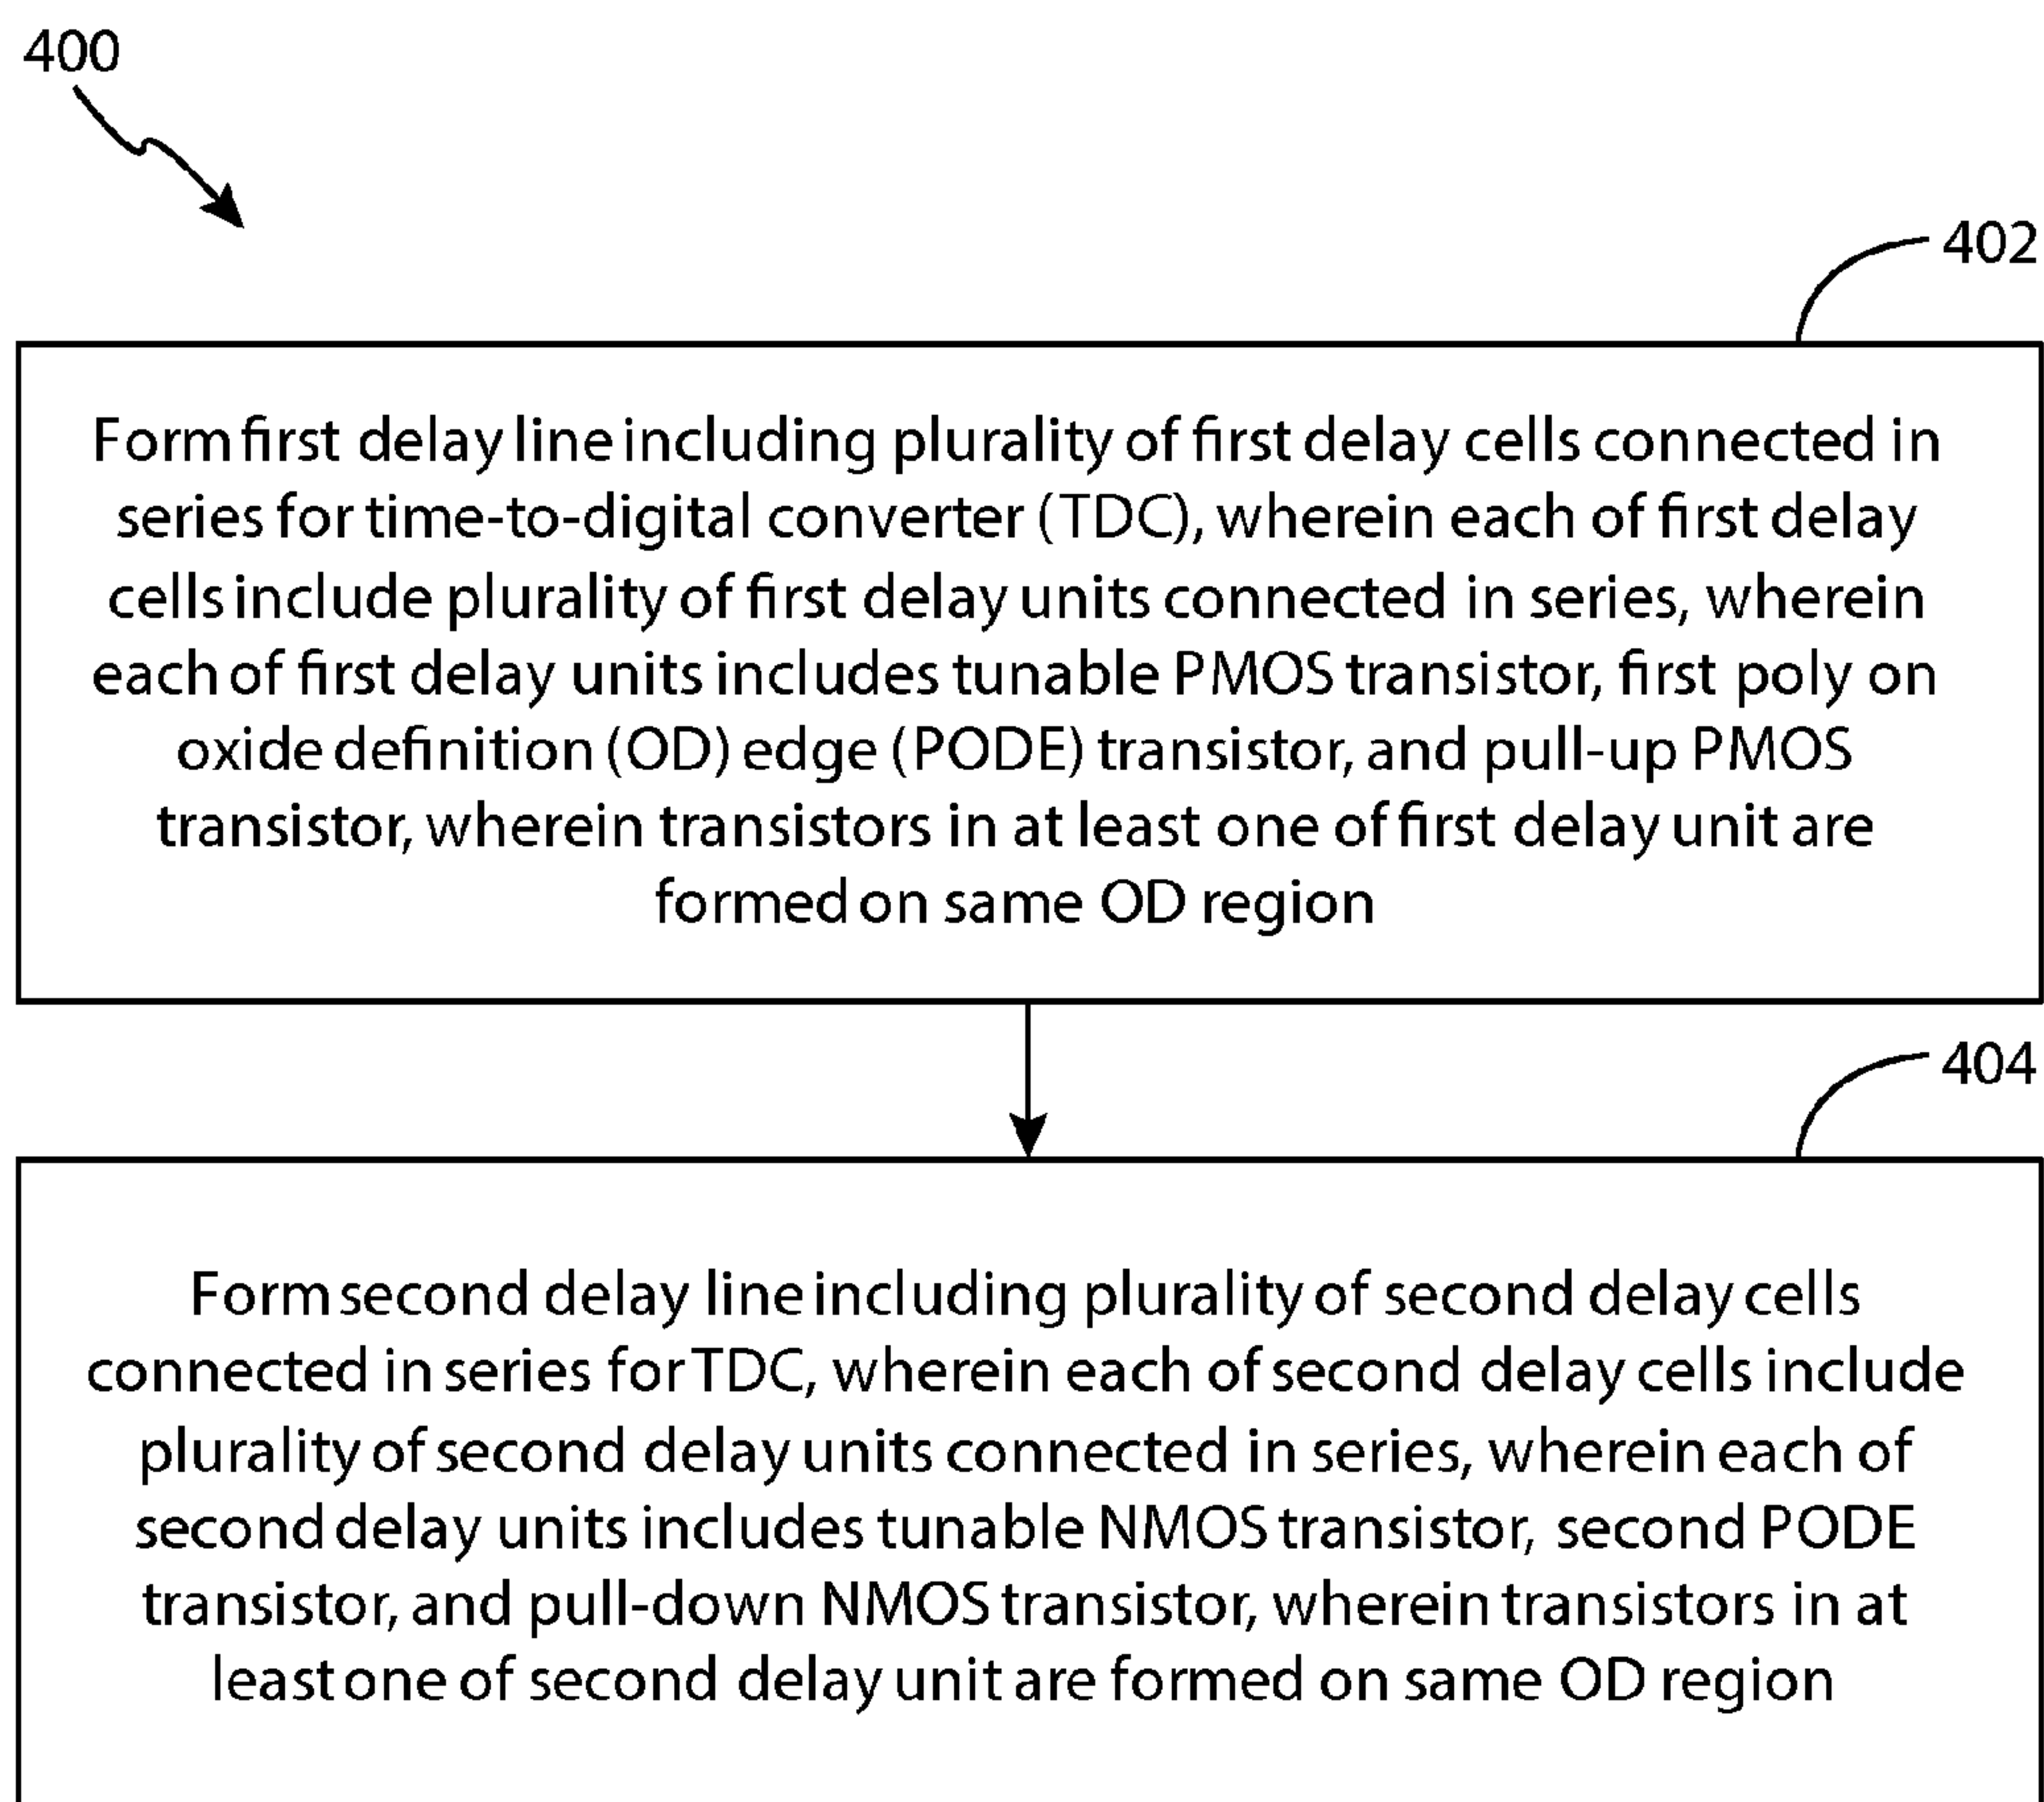 400
402
Form first delay line including plurality of first delay cells connected in
series for time-to-digital converter (TDC), wherein each of first delay
cells include plurality of first delay units connected in series, wherein
each of first delay units includes tunable PMOS transistor, first poly on
oxide definition (OD) edge (PODE) transistor, and pull-up PMOS
transistor, wherein transistors in at least one of first delay unit are
formed on same OD region
404
Form second delay line including plurality of second delay cells
connected in series for TDC, wherein each of second delay cells include
plurality of second delay units connected in series, wherein each of
second delay units includes tunable NMOS transistor, second PODE
transistor, and pull-down NMOS transistor, wherein transistors in at
least one of second delay unit are formed on same OD region